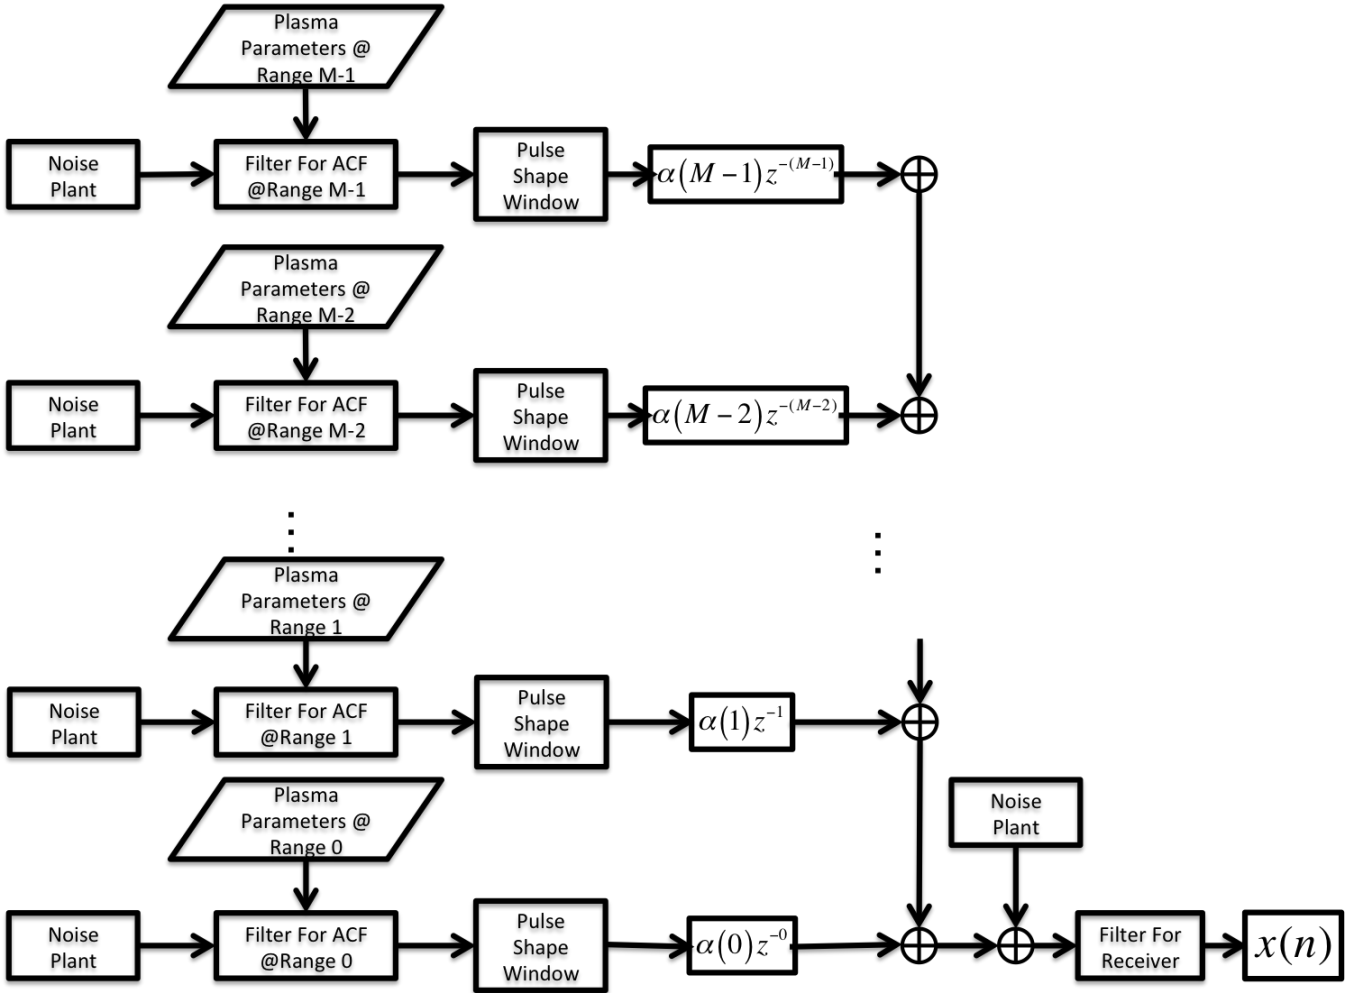 Plasma
Parameters @
Range M-1
Noise
Plant
Filter For ACF
@Range M-1
Pulse
Shape
Window
α(M−1)z^{−(M−1)}
Plasma
Parameters @
Range M-2
Noise
Plant
Filter For ACF
@Range M-2
Pulse
Shape
Window
α(M−2)z^{−(M−2)}
Plasma
Parameters @
Range 1
Noise
Plant
Filter For ACF
@Range 1
Pulse
Shape
Window
α(1)z^{−1}
Plasma
Parameters @
Range 0
Noise
Plant
Noise
Plant
Filter For ACF
@Range 0
Pulse
Shape
Window
α(0)z^{−0}
Filter For
Receiver
x(n)